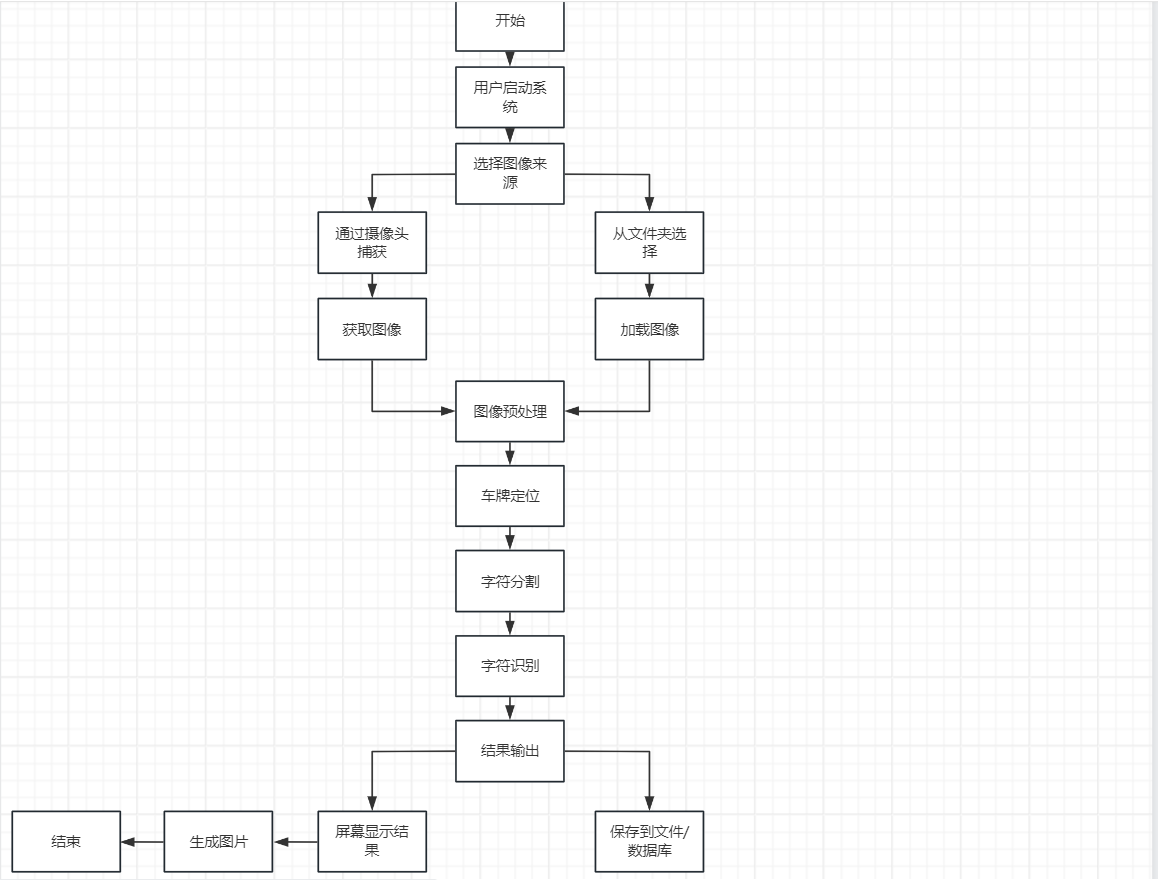 开始
用户启动系
统
选择图像来
源
通过摄像头
捕获
从文件夹选
择
获取图像
加载图像
图像预处理
车牌定位
字符分割
字符识别
结果输出
结束
生成图片
屏幕显示结
果
保存到文件/
数据库